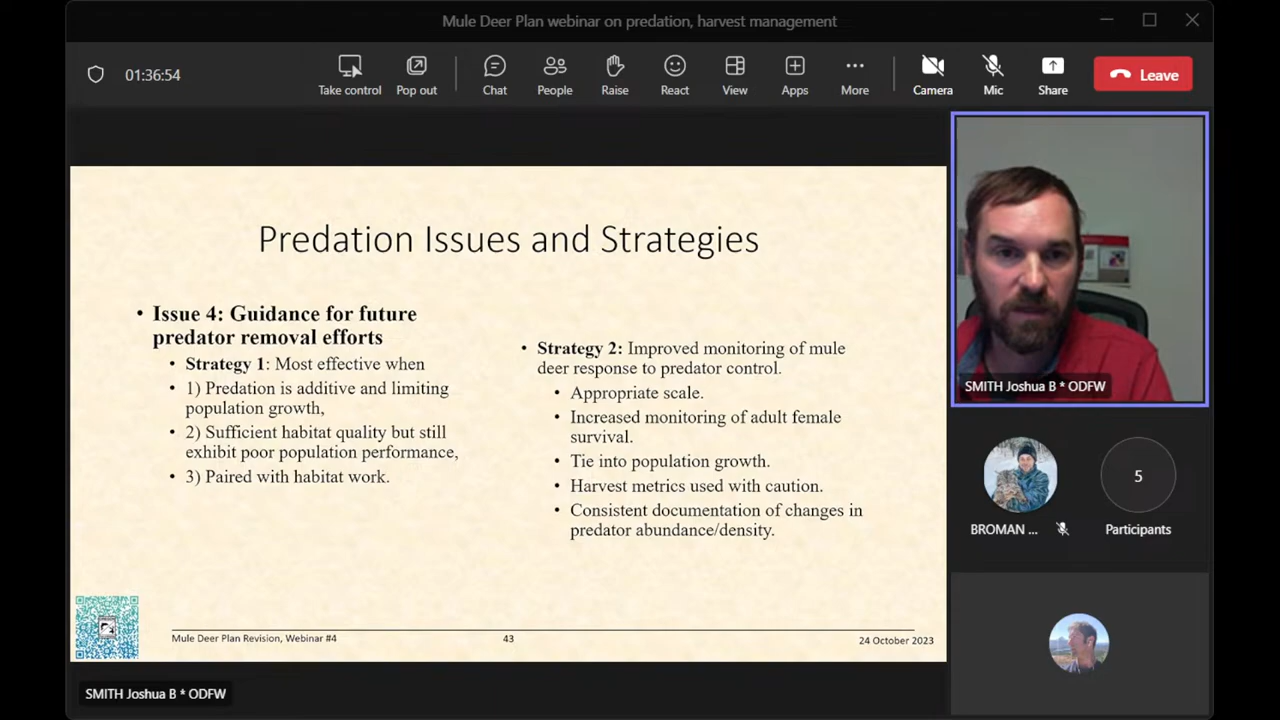 Mule Deer Plan webinar on predation, harvest management
01:36:54
Take control
Pop out
Chat
People
Raise
React
View
Apps
More
Camera
Mic
Share
Leave
Predation Issues and Strategies
• Issue 4: Guidance for future
predator removal efforts
• Strategy 1: Most effective when
• 1) Predation is additive and limiting
population growth,
• 2) Sufficient habitat quality but still
exhibit poor population performance,
• 3) Paired with habitat work.
• Strategy 2: Improved monitoring of mule
deer response to predator control.
• Appropriate scale.
• Increased monitoring of adult female
survival.
• Tie into population growth.
• Harvest metrics used with caution.
• Consistent documentation of changes in
predator abundance/density.
Mule Deer Plan Revision, Webinar #4
43
24 October 2023
SMITH Joshua B * ODFW
BROMAN ...
5
Participants
SMITH Joshua B * ODFW